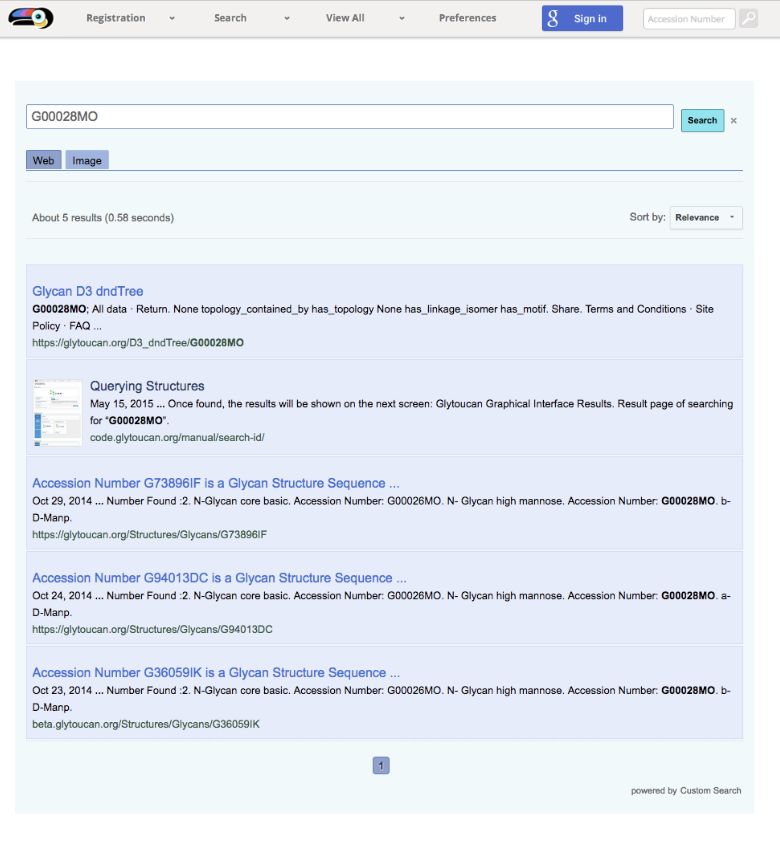 Registration Search View All Preferences g Sign in Accession Number
G00028MO Search ×
Web Image
About 5 results (0.58 seconds) Sort by: Relevance
Glycan D3 dndTree
G00028MO; All data · Return. None topology_contained_by has_topology None has_linkage_isomer has_motif. Share. Terms and Conditions · Site
Policy · FAQ ...
https://glytoucan.org/D3_dndTree/G00028MO
Querying Structures
May 15, 2015 ... Once found, the results will be shown on the next screen: Glytoucan Graphical Interface Results. Result page of searching
for “G00028MO”.
code.glytoucan.org/manual/search-id/
Accession Number G73896IF is a Glycan Structure Sequence ...
Oct 29, 2014 ... Number Found :2. N-Glycan core basic. Accession Number: G00026MO. N- Glycan high mannose. Accession Number: G00028MO. b-
D-Manp.
https://glytoucan.org/Structures/Glycans/G73896IF
Accession Number G94013DC is a Glycan Structure Sequence ...
Oct 24, 2014 ... Number Found :2. N-Glycan core basic. Accession Number: G00026MO. N- Glycan high mannose. Accession Number: G00028MO. a-
D-Manp.
https://glytoucan.org/Structures/Glycans/G94013DC
Accession Number G36059IK is a Glycan Structure Sequence ...
Oct 23, 2014 ... Number Found :2. N-Glycan core basic. Accession Number: G00026MO. N- Glycan high mannose. Accession Number: G00028MO. b-
D-Manp.
beta.glytoucan.org/Structures/Glycans/G36059IK
1
powered by Custom Search